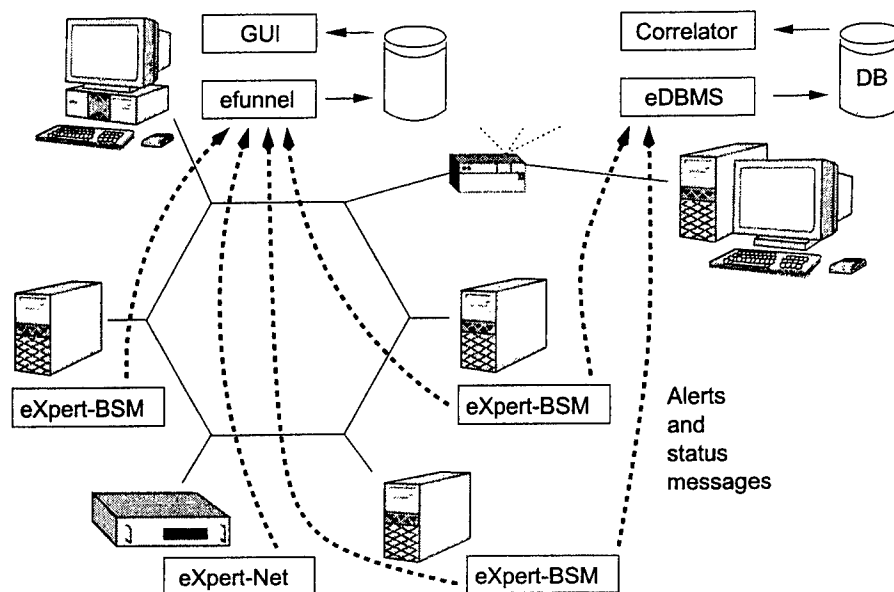 GUI
Correlator
efunnel
eDBMS
DB
eXpert-BSM
eXpert-BSM
Alerts
and
status
messages
eXpert-Net
eXpert-BSM